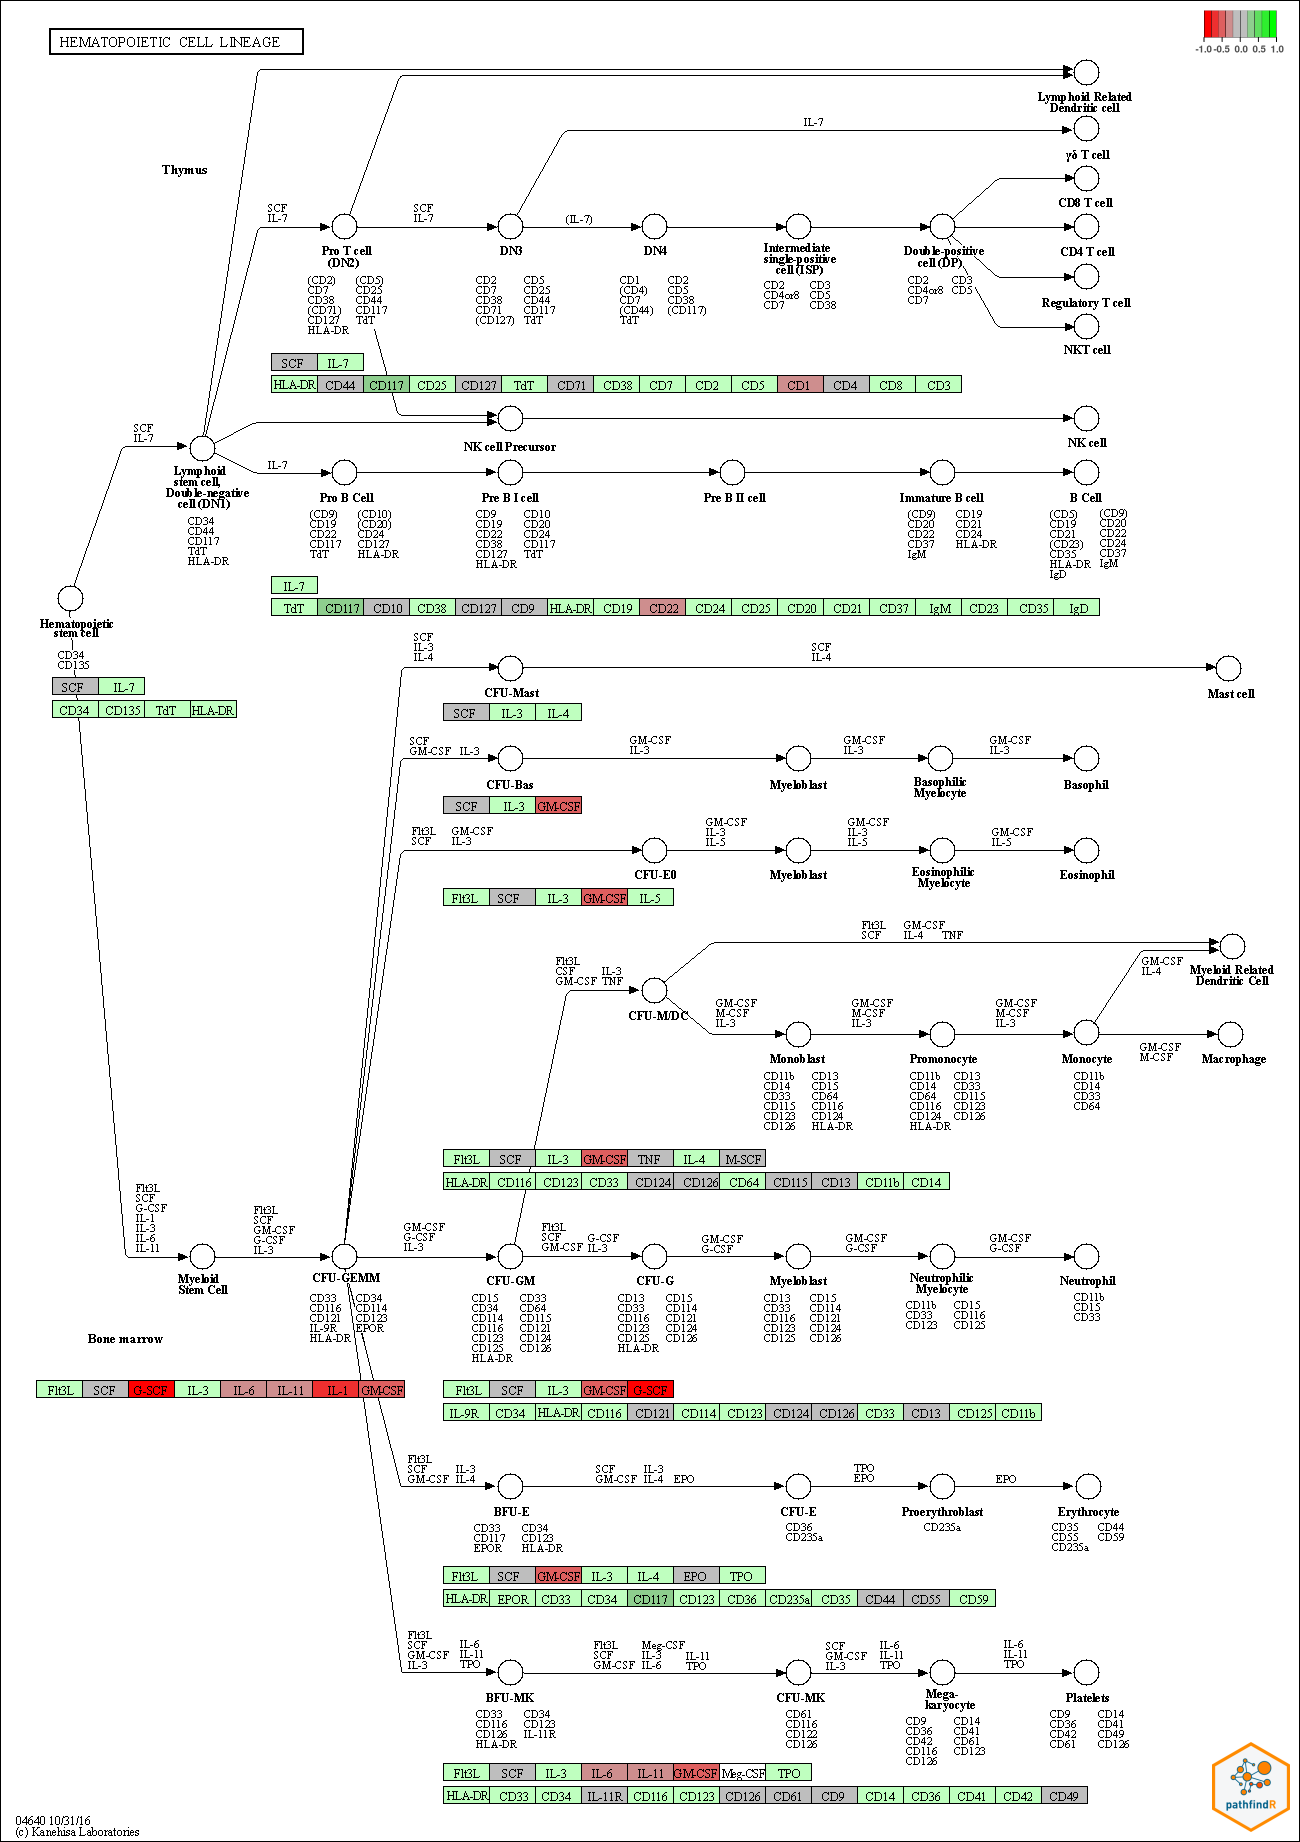 HEMATOPOIETIC CELL LINEAGE
-1.0 -0.5 0.0 0.5 1.0
Lymphoid Related
Dendritic cell
IL-7
γδ T cell
Thymus
CD8 T cell
SCF
IL-7
SCF
IL-7
(IL-7)
Pro T cell
(DN2)
DN3
DN4
Intermediate
single-positive
cell (ISP)
Double-positive
cell (DP)
CD4 T cell
Regulatory T cell
NKT cell
(CD2) (CD5)
CD7 CD25
CD38 CD44
(CD71) CD117
CD127 TdT
HLA-DR
CD2 CD5
CD7 CD25
CD38 CD44
CD71 CD117
(CD127) TdT
CD1 CD2
(CD4) CD5
CD7 CD38
(CD44) (CD117)
TdT
CD2 CD3
CD4or8 CD5
CD7 CD38
CD2 CD3
CD4or8 CD5
CD7
SCF IL-7
HLA-DR CD44 CD117 CD25 CD127 TdT CD71 CD38 CD7 CD2 CD5 CD1 CD4 CD8 CD3
SCF
IL-7
NK cell Precursor
NK cell
Lymphoid
stem cell,
Double-negative
cell (DN1)
CD34
CD44
CD117
TdT
HLA-DR
IL-7
Pro B Cell
Pre B I cell
Pre B II cell
Immature B cell
B Cell
(CD9) (CD10)
CD19 (CD20)
CD22 CD24
CD117 CD127
TdT HLA-DR
CD9 CD10
CD19 CD20
CD22 CD24
CD38 CD117
CD127 TdT
HLA-DR
(CD9) CD19
CD20 CD21
CD22 CD24
CD37 HLA-DR
IgM
(CD5) (CD9)
CD19 CD20
CD21 CD22
(CD23) CD24
CD35 CD37
HLA-DR IgM
IgD
IL-7
TdT CD117 CD10 CD38 CD127 CD9 HLA-DR CD19 CD22 CD24 CD25 CD20 CD21 CD37 IgM CD23 CD35 IgD
Hematopoietic
stem cell
CD34
CD135
SCF IL-7
CD34 CD135 TdT HLA-DR
SCF
IL-3
IL-4
SCF
IL-4
CFU-Mast
Mast cell
SCF IL-3 IL-4
SCF
GM-CSF IL-3
GM-CSF
IL-3
GM-CSF
IL-3
GM-CSF
IL-3
CFU-Bas
Myeloblast
Basophilic
Myelocyte
Basophil
SCF IL-3 GM-CSF
Flt3L GM-CSF
SCF IL-3
GM-CSF
IL-3
IL-5
GM-CSF
IL-3
IL-5
GM-CSF
IL-5
CFU-E0
Myeloblast
Eosinophilic
Myelocyte
Eosinophil
Flt3L SCF IL-3 GM-CSF IL-5
Flt3L GM-CSF
SCF IL-4 TNF
Flt3L
CSF IL-3
GM-CSF TNF
GM-CSF
IL-4
Myeloid Related
Dendritic Cell
CFU-M/DC
GM-CSF
M-CSF
IL-3
GM-CSF
M-CSF
IL-3
GM-CSF
M-CSF
IL-3
GM-CSF
M-CSF
Monoblast
Promonocyte
Monocyte
Macrophage
CD11b CD13
CD14 CD15
CD33 CD64
CD115 CD116
CD123 CD124
CD126 HLA-DR
CD11b CD13
CD14 CD33
CD64 CD115
CD116 CD123
CD124 CD126
HLA-DR
CD11b
CD14
CD33
CD64
Flt3L SCF IL-3 GM-CSF TNF IL-4 M-SCF
HLA-DR CD116 CD123 CD33 CD124 CD126 CD64 CD115 CD13 CD11b CD14
Flt3L
SCF
G-CSF
IL-1
IL-3
IL-6
IL-11
Flt3L
SCF
GM-CSF
G-CSF
IL-3
GM-CSF
G-CSF
IL-3
Flt3L
SCF G-CSF
GM-CSF IL-3
GM-CSF
G-CSF
GM-CSF
G-CSF
GM-CSF
G-CSF
Myeloid
Stem Cell
CFU-GEMM
CFU-GM
CFU-G
Myeloblast
Neutrophilic
Myelocyte
Neutrophil
CD33 CD34
CD116 CD114
CD121 CD123
IL-9R EPOR
HLA-DR
CD15 CD33
CD34 CD64
CD114 CD115
CD116 CD121
CD123 CD124
CD125 CD126
HLA-DR
CD13 CD15
CD33 CD114
CD116 CD121
CD123 CD124
CD125 CD126
HLA-DR
CD13 CD15
CD33 CD114
CD116 CD121
CD123 CD124
CD125 CD126
CD11b CD15
CD33 CD116
CD123 CD125
CD11b
CD15
CD33
Bone marrow
Flt3L SCF G-SCF IL-3 IL-6 IL-11 IL-1 GM-CSF
Flt3L SCF IL-3 GM-CSF G-SCF
IL-9R CD34 HLA-DR CD116 CD121 CD114 CD123 CD124 CD126 CD33 CD13 CD125 CD11b
Flt3L
SCF IL-3
GM-CSF IL-4
SCF IL-3
GM-CSF IL-4 EPO
TPO
EPO
EPO
BFU-E
CFU-E
Proerythroblast
Erythrocyte
CD33 CD34
CD117 CD123
EPOR HLA-DR
CD36
CD235a
CD235a
CD35 CD44
CD55 CD59
CD235a
Flt3L SCF GM-CSF IL-3 IL-4 EPO TPO
HLA-DR EPOR CD33 CD34 CD117 CD123 CD36 CD235a CD35 CD44 CD55 CD59
Flt3L
SCF IL-6
GM-CSF IL-11
IL-3 TPO
Flt3L Meg-CSF
SCF IL-3 IL-11
GM-CSF IL-6 TPO
SCF IL-6
GM-CSF IL-11
IL-3 TPO
IL-6
IL-11
TPO
BFU-MK
CFU-MK
Mega-
karyocyte
Platelets
CD33 CD34
CD116 CD123
CD126 IL-11R
HLA-DR
CD61
CD116
CD122
CD126
CD9 CD14
CD36 CD41
CD42 CD61
CD116 CD123
CD126
CD9 CD14
CD36 CD41
CD42 CD49
CD61 CD126
Flt3L SCF IL-3 IL-6 IL-11 GM-CSF Meg-CSF TPO
HLA-DR CD33 CD34 IL-11R CD116 CD123 CD126 CD61 CD9 CD14 CD36 CD41 CD42 CD49
pathfindR
04640 10/31/16
(c) Kanehisa Laboratories